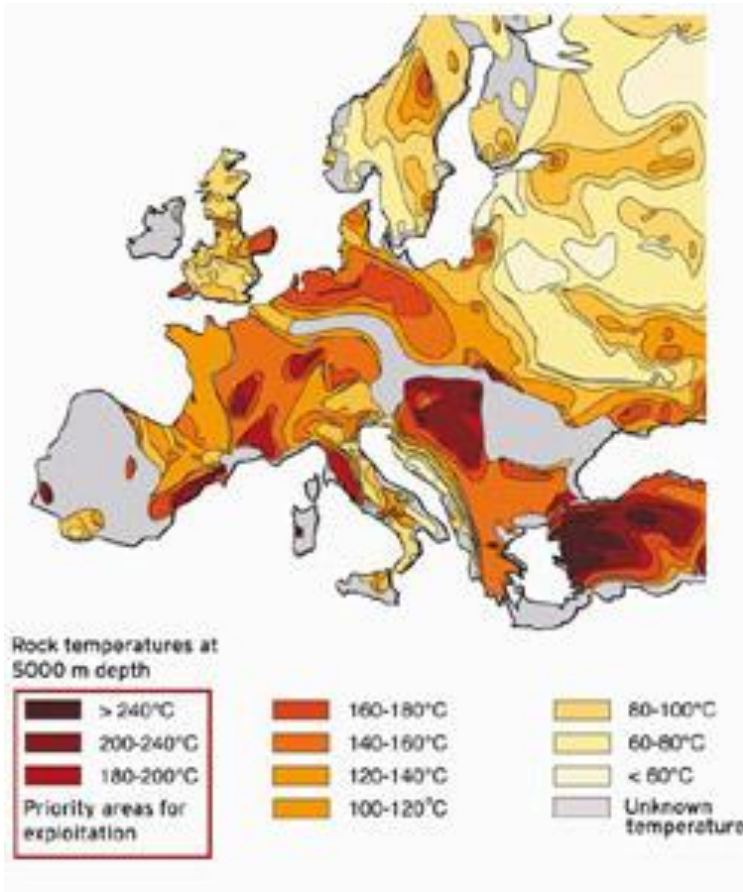 Rock temperatures at
5000 m depth
> 240°C
200-240°C
180-200°C
Priority areas for
exploitation
160-180°C
140-160°C
120-140°C
100-120°C
80-100°C
60-80°C
< 60°C
Unknown
temperature